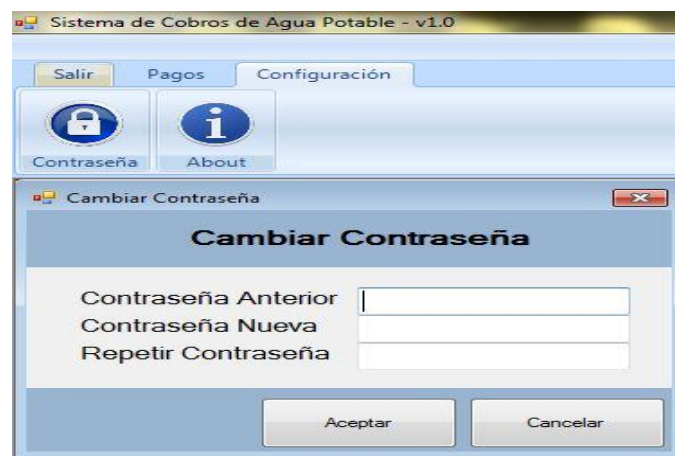 Sistema de Cobros de Agua Potable - v1.0
Salir Pagos Configuración
Contraseña About
Cambiar Contraseña
Cambiar Contraseña
Contraseña Anterior
Contraseña Nueva
Repetir Contraseña
Aceptar Cancelar